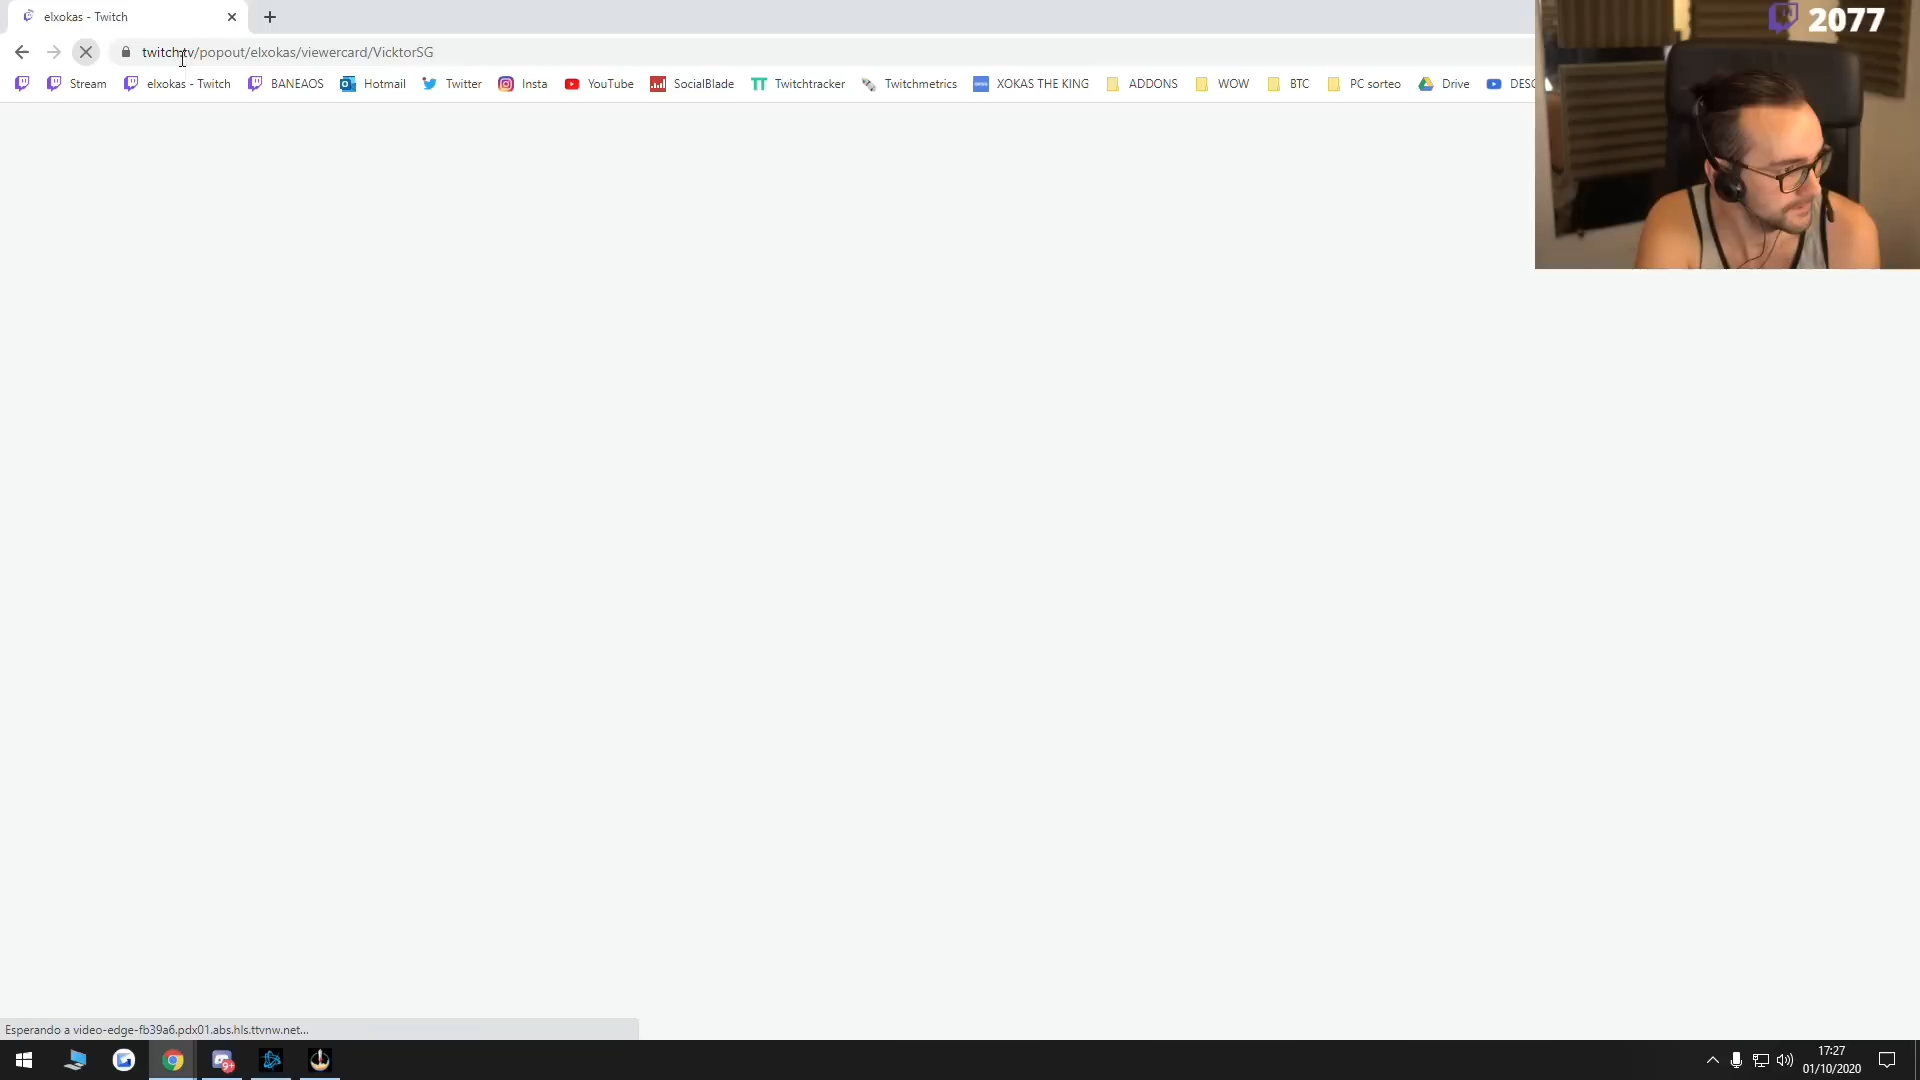 elxokas - Twitch
2077
twitch.tv/popout/elxokas/viewercard/VicktorSG
Stream elxokas - Twitch BANEAOS Hotmail Twitter Insta YouTube SocialBlade Twitchtracker Twitchmetrics XOKAS THE KING ADDONS WOW BTC PC sorteo Drive DESC
Esperando a video-edge-fb39a6.pdx01.abs.hls.ttvnw.net...
9+
17:27
01/10/2020